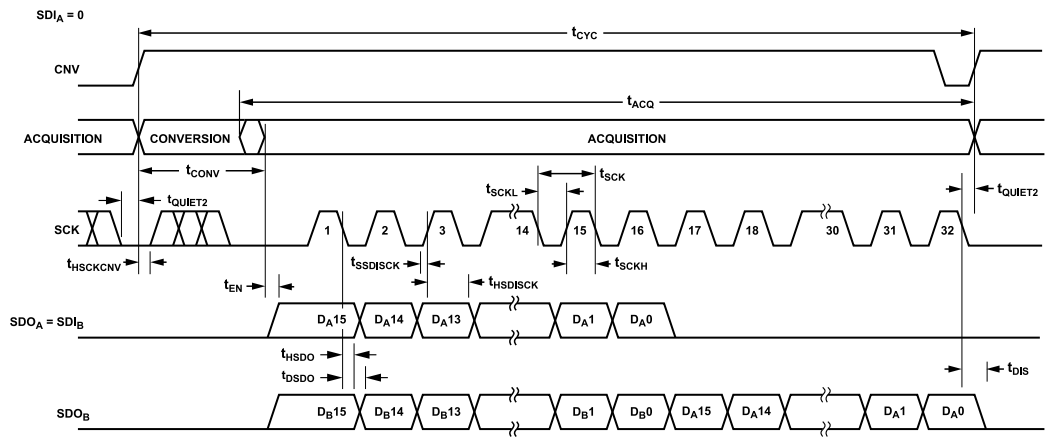 SDIA = 0
tCYC
CNV
tACQ
ACQUISITION CONVERSION ACQUISITION
tCONV
tSCK
tSCKL
tQUIET2 tQUIET2
SCK 1 2 3 14 15 16 17 18 30 31 32
tHSCKCNV tSSDISCK tSCKH
tEN tHSDISCK
SDOA = SDIB DA15 DA14 DA13 DA1 DA0
tHSDO
tDSDO tDIS
SDOB DB15 DB14 DB13 DB1 DB0 DA15 DA14 DA1 DA0